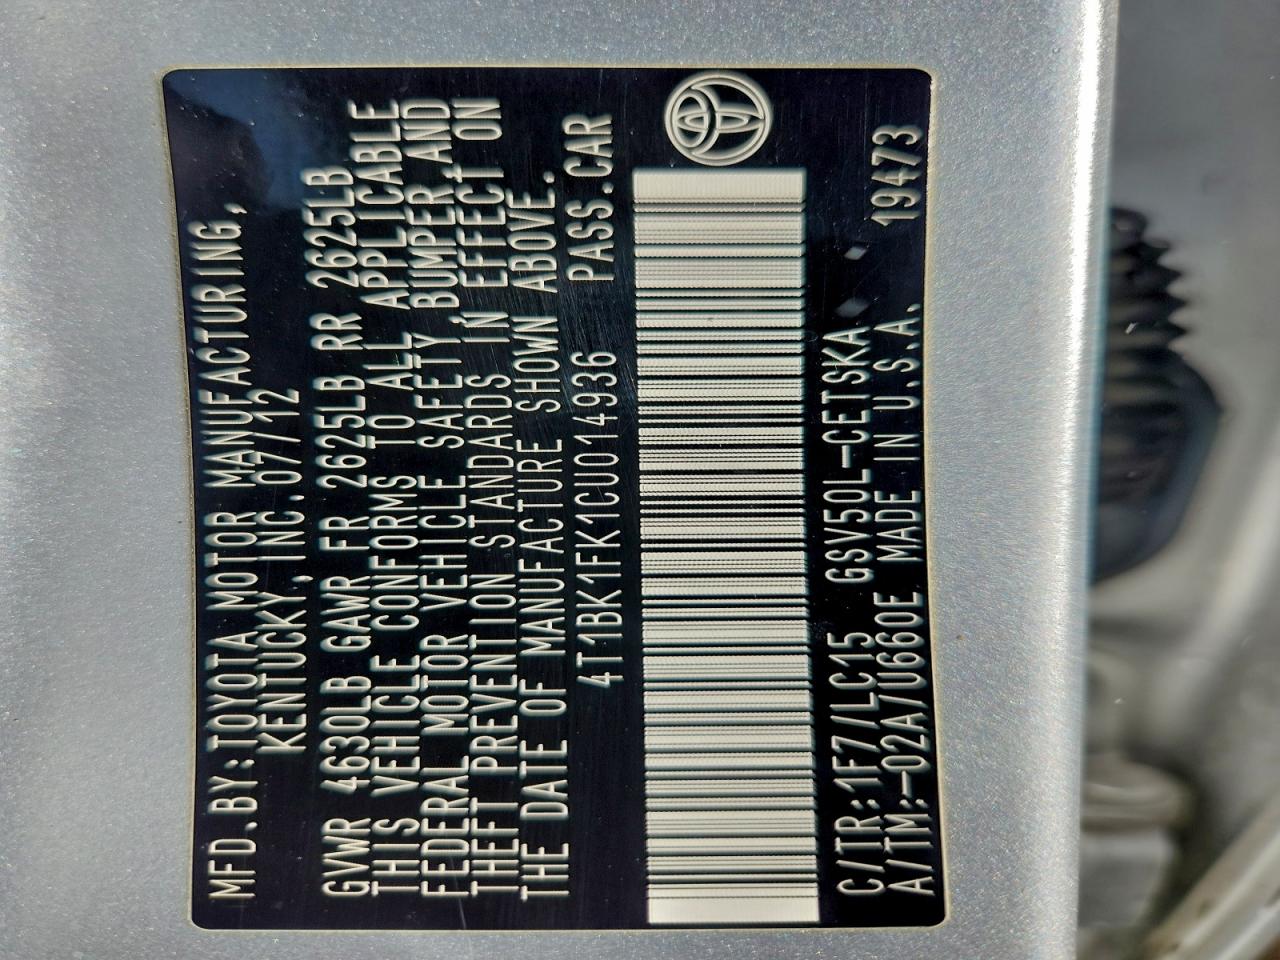 MFD.BY:TOYOTA MOTOR MANUFACTURING,
KENTUCKY, INC.07/12
GVWR 4630LB GAWR FR 2625LB RR 2625LB
THIS VEHICLE CONFORMS TO ALL APPLICABLE
FEDERAL MOTOR VEHICLE SAFETY BUMPER,AND
THEFT PREVENTION STANDARDS IN EFFECT ON
THE DATE OF MANUFACTURE SHOWN ABOVE.
4T1BK1FK1CU014936 PASS.CAR
C/TR:1F7/LC15 GSV50L-CETSKA
A/TM:-02A/U660E MADE IN U.S.A. 19473